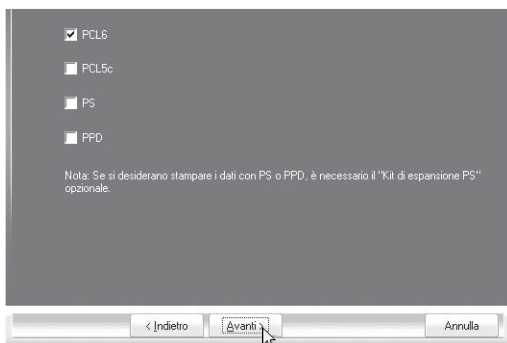 PCL6
PCL5c
PS
PPD
Nota: Se si desiderano stampare i dati con PS o PPD, è necessario il "Kit di espansione PS"
opzionale.
< Indietro
Avanti >
Annulla